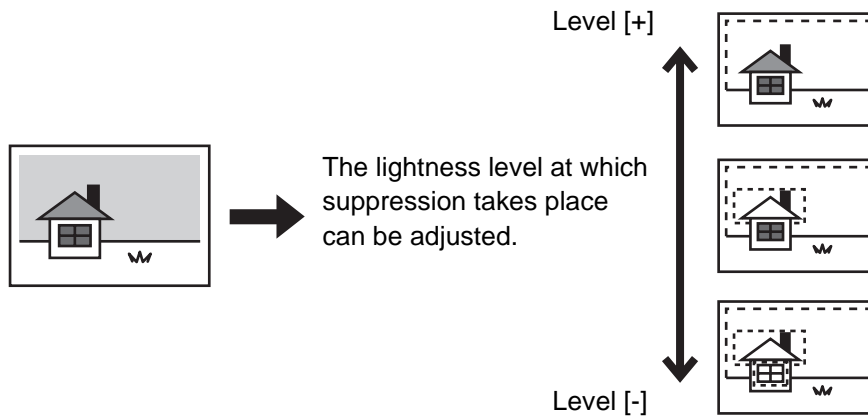 Level [+]
The lightness level at which
suppression takes place
can be adjusted.
Level [-]